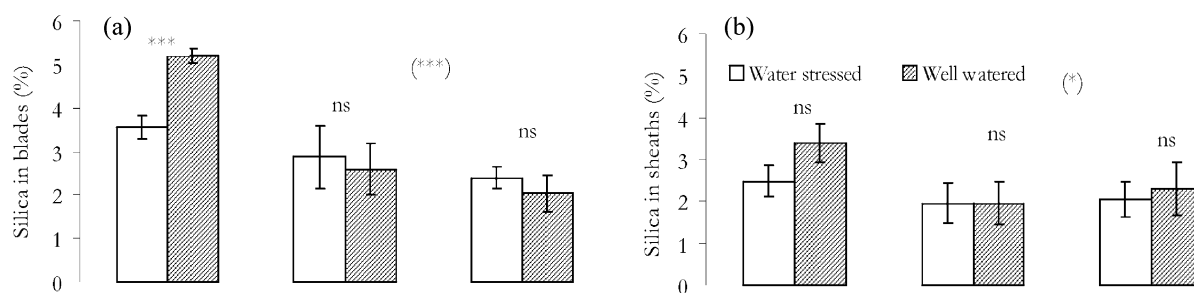 (a)
Silica in blades (%)
6
5
4
3
2
1
0
***
ns
(***)
ns
(b)
Silica in sheaths (%)
6
5
4
3
2
1
0
Water stressed
Well watered
ns
ns
(*)
ns